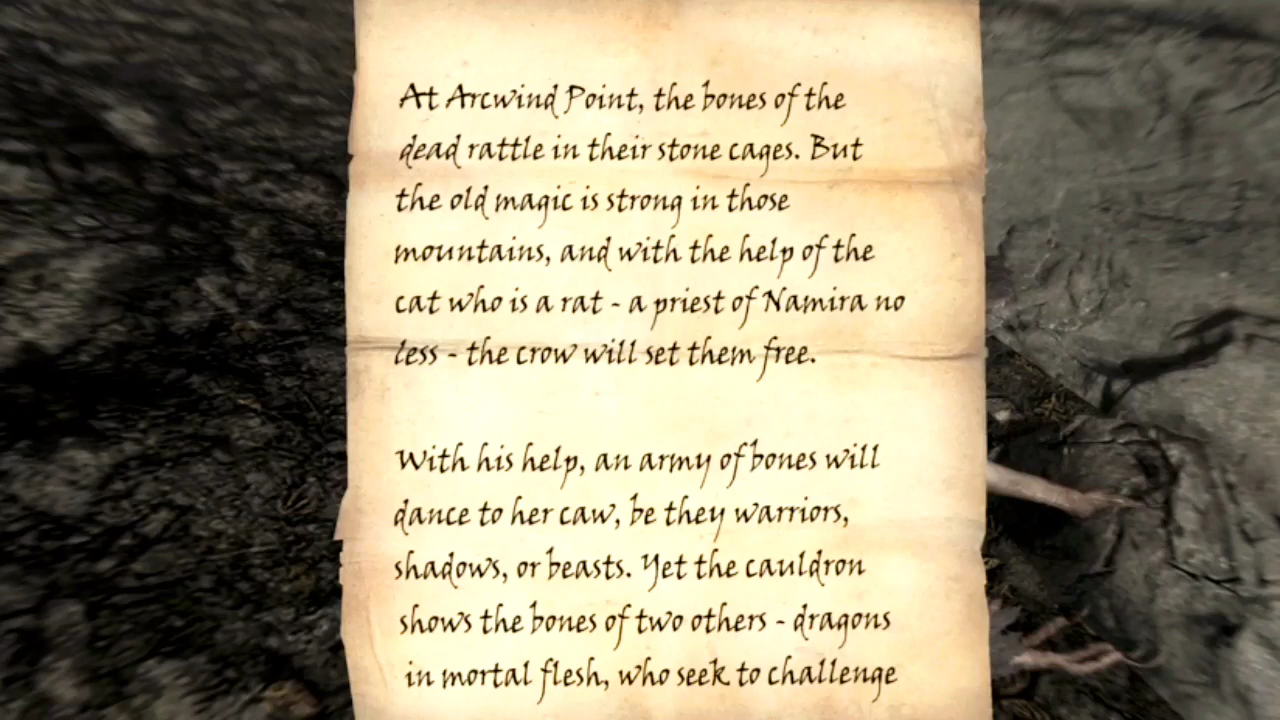 At Arcwind Point, the bones of the
dead rattle in their stone cages. But
the old magic is strong in those
mountains, and with the help of the
cat who is a rat - a priest of Namira no
less - the crow will set them free.
With his help, an army of bones will
dance to her caw, be they warriors,
shadows, or beasts. Yet the cauldron
shows the bones of two others - dragons
in mortal flesh, who seek to challenge